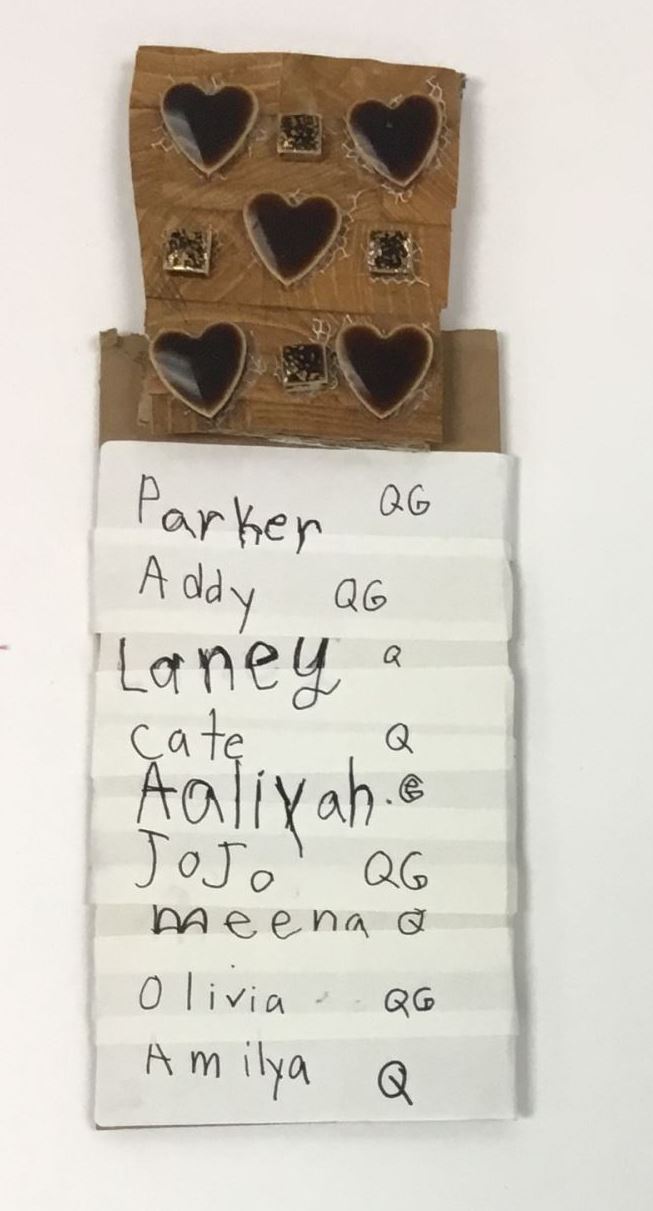 Parker QG
Addy QG
Laney Q
Cate Q
Aaliyah.
JoJo QG
meena Q
Olivia QG
Amilya Q